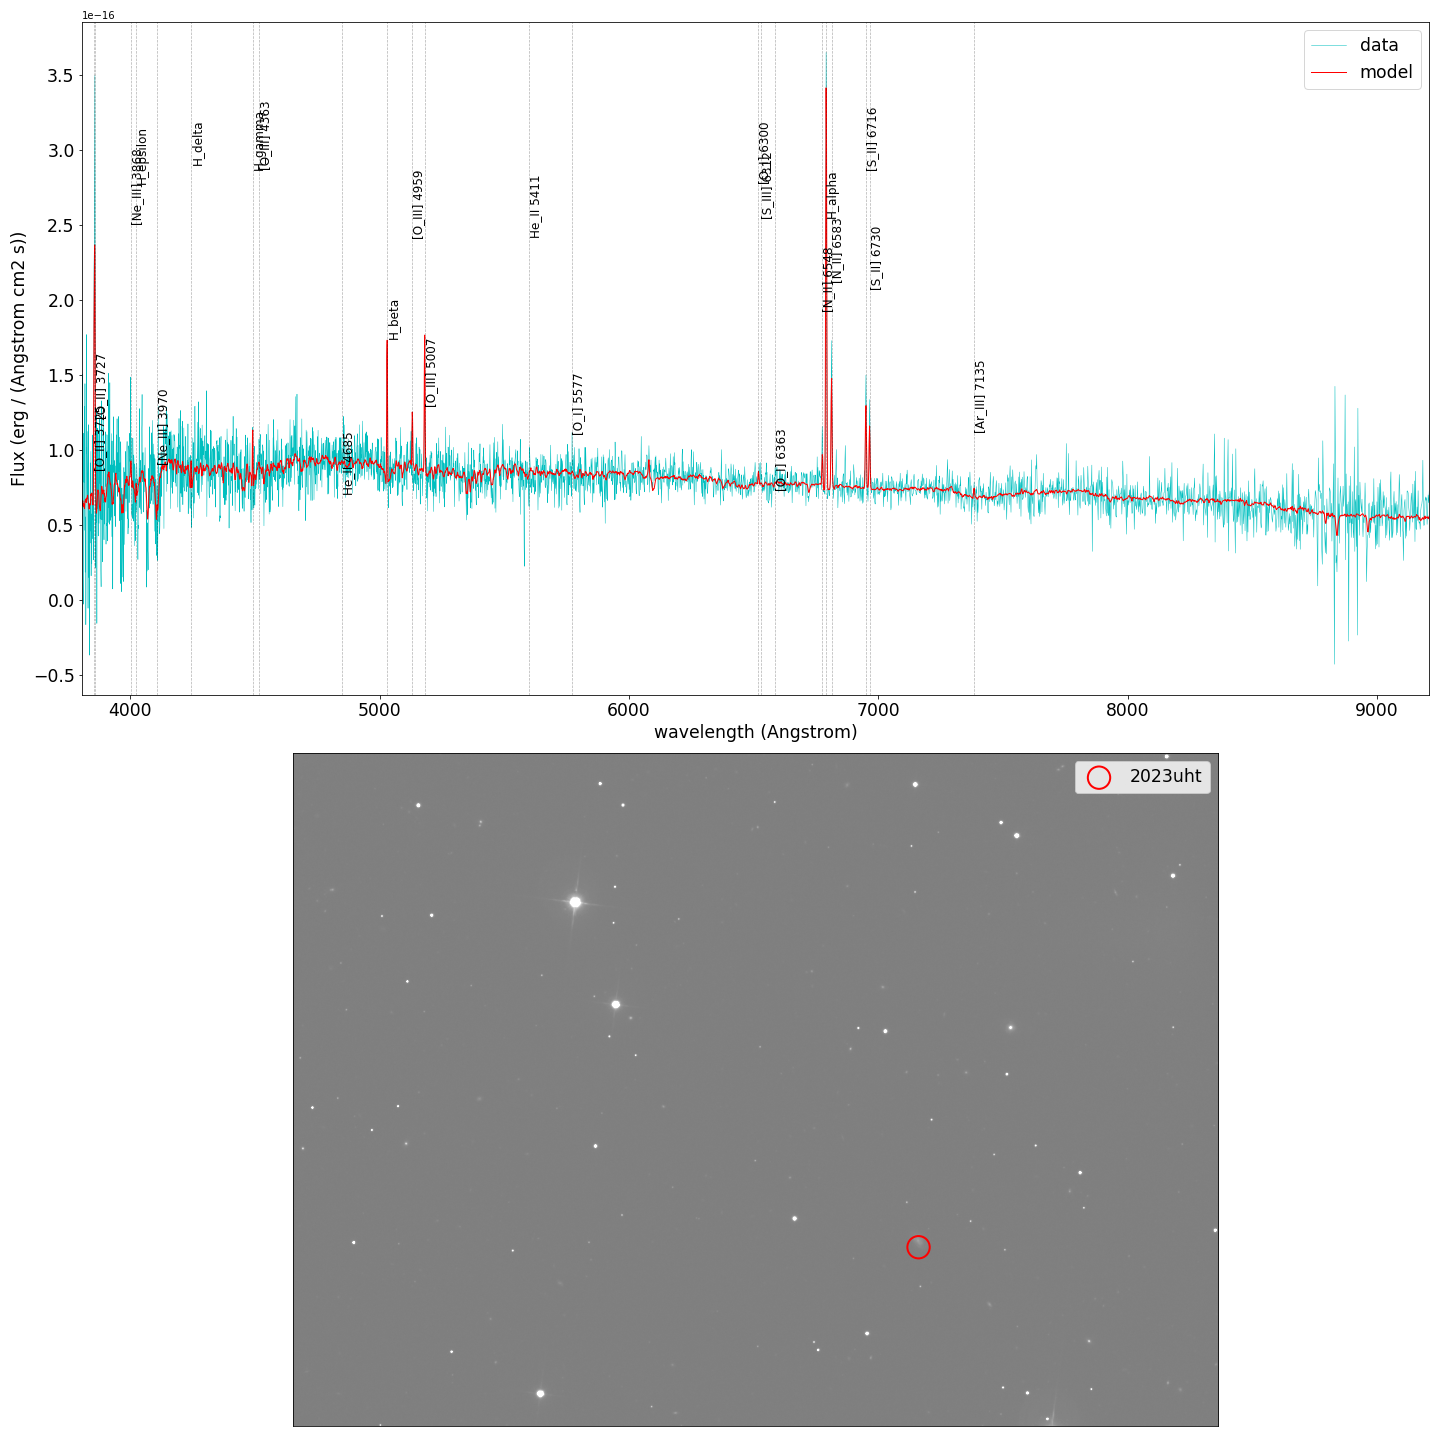 1e−16
data
model
3.5
3.0
2.5
2.0
1.5
1.0
0.5
0.0
−0.5
Flux (erg / (Angstrom cm2 s))
[O_II] 3725
[O_II] 3727
[Ne_III] 3868
H_epsilon
[Ne_III] 3970
H_delta
H_gamma
[O_III] 4363
He_II 4685
H_beta
[O_III] 4959
[O_III] 5007
He_II 5411
[O_I] 5577
[O_I] 6300
[S_III] 6312
[O_I] 6363
[N_II] 6548
H_alpha
[N_II] 6583
[S_II] 6716
[S_II] 6730
[Ar_III] 7135
4000
5000
6000
7000
8000
9000
wavelength (Angstrom)
2023uht